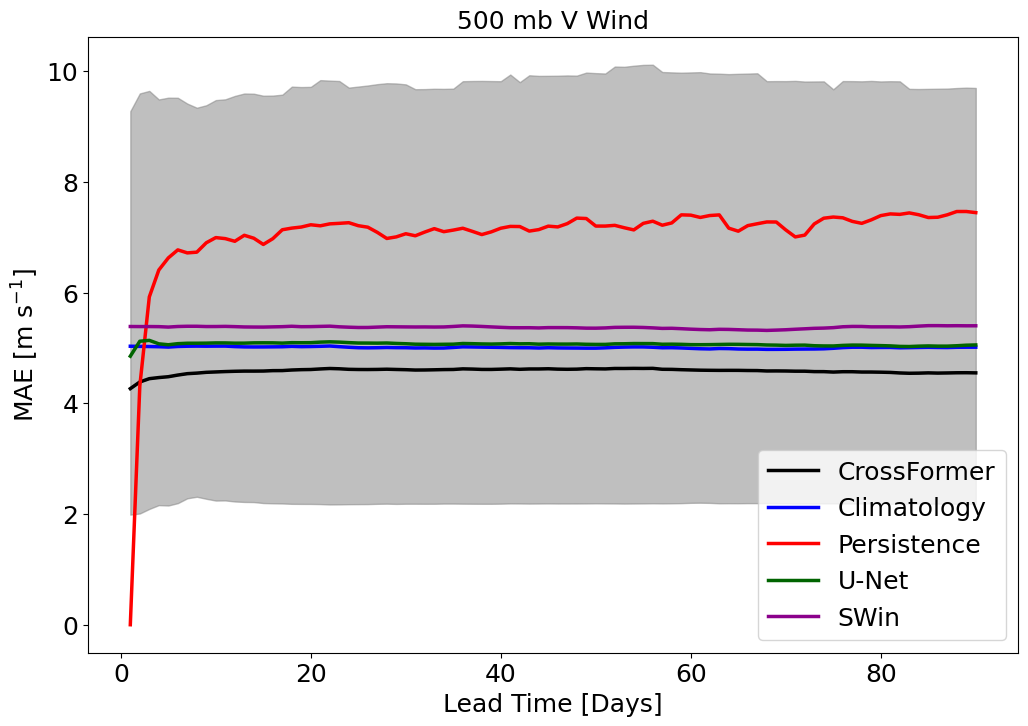 500 mb V Wind
MAE [m s⁻¹]
10
8
6
4
2
0
0 20 40 60 80
Lead Time [Days]
CrossFormer
Climatology
Persistence
U-Net
SWin